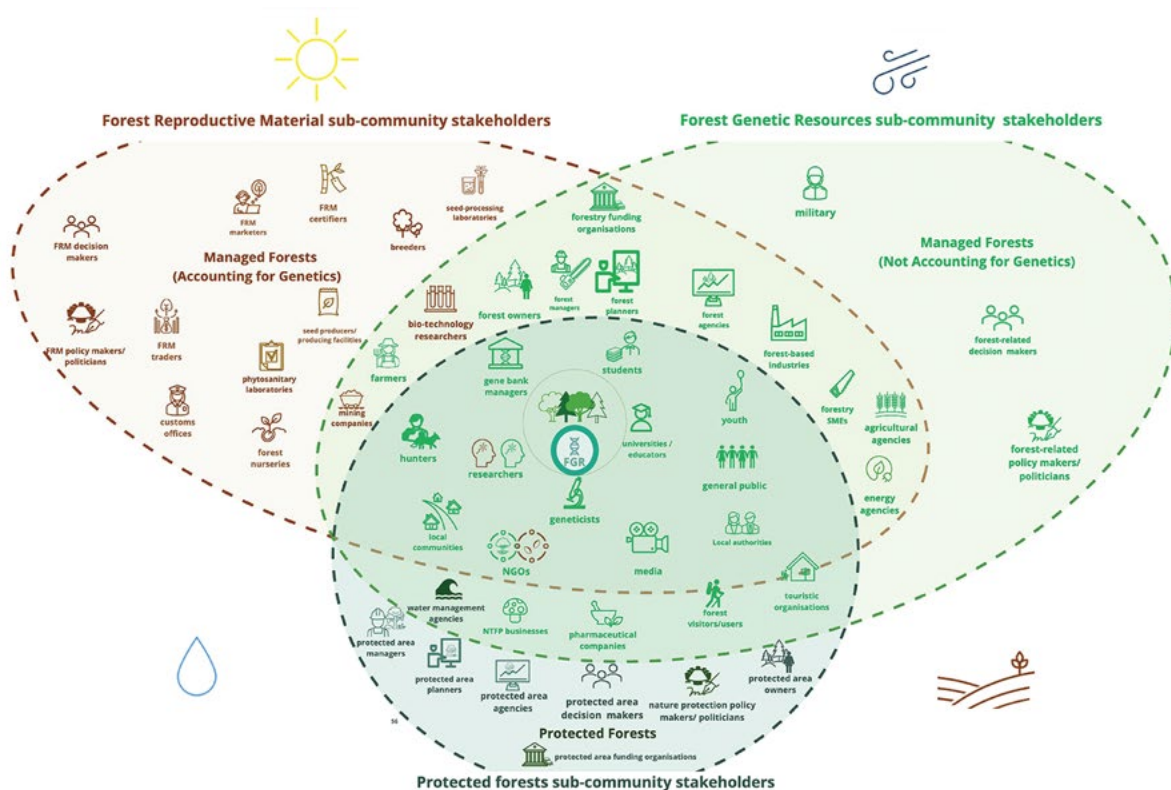 Forest Reproductive Material sub-community stakeholders
Forest Genetic Resources sub-community stakeholders
FRM decision
makers
FRM
marketers
FRM
certifiers
seed-processing
laboratories
breeders
Managed Forests
(Accounting for Genetics)
FRM policy makers/
politicians
FRM
traders
seed producers/
producing facilities
phytosanitary
laboratories
customs
offices
forest
nurseries
mining
companies
bio-technology
researchers
farmers
forestry funding
organisations
forest owners
forest
managers
forest
planners
forest
agencies
forest-based
industries
forestry
SMEs
agricultural
agencies
energy
agencies
military
Managed Forests
(Not Accounting for Genetics)
forest-related
decision makers
forest-related
policy makers/
politicians
gene bank
managers
students
youth
hunters
researchers
FGR
universities /
educators
general public
geneticists
local
communities
NGOs
media
Local authorities
touristic
organisations
forest
visitors/users
water management
agencies
NTFP businesses
pharmaceutical
companies
protected area
managers
protected area
planners
protected area
agencies
protected area
decision makers
nature protection policy
makers/ politicians
protected area
owners
56
Protected Forests
protected area funding organisations
Protected forests sub-community stakeholders